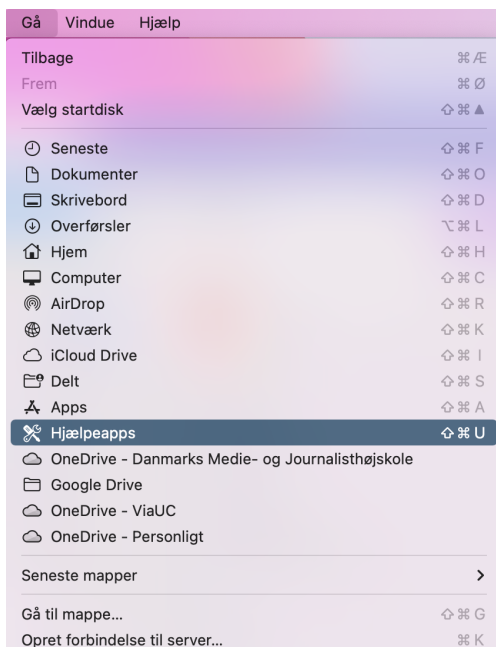 Gå Vindue Hjælp
Tilbage ⌘ Æ
Frem ⌘ Ø
Vælg startdisk ⇧ ⌘ ▲
Seneste ⇧ ⌘ F
Dokumenter ⇧ ⌘ O
Skrivebord ⇧ ⌘ D
Overførsler ⌥ ⌘ L
Hjem ⇧ ⌘ H
Computer ⇧ ⌘ C
AirDrop ⇧ ⌘ R
Netværk ⇧ ⌘ K
iCloud Drive ⇧ ⌘ I
Delt ⇧ ⌘ S
Apps ⇧ ⌘ A
Hjælpeapps ⇧ ⌘ U
OneDrive - Danmarks Medie- og Journalisthøjskole
Google Drive
OneDrive - ViaUC
OneDrive - Personligt
Seneste mapper
Gå til mappe... ⇧ ⌘ G
Opret forbindelse til server... ⌘ K